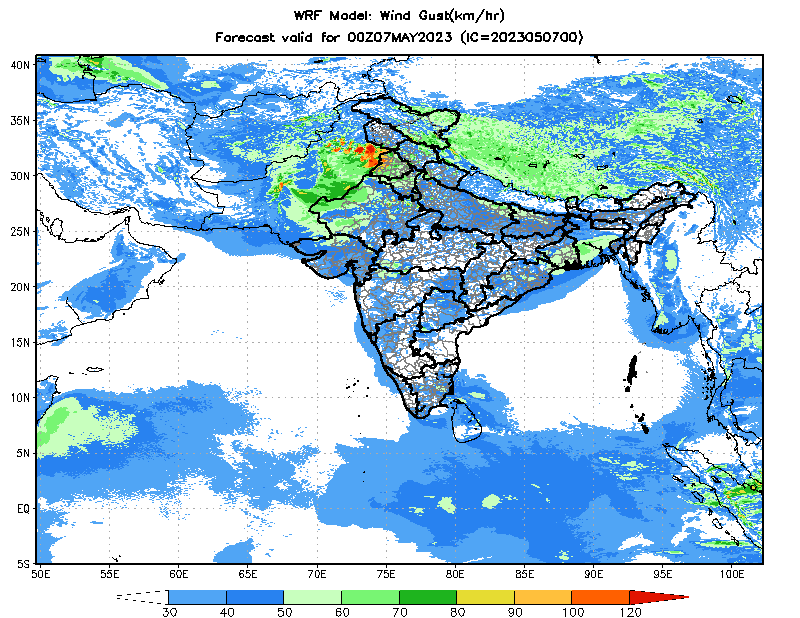 WRF Model: Wind Gust(km/hr)
Forecast valid for 00Z07MAY2023 (IC=2023050700)
40N
35N
30N
25N
20N
15N
10N
5N
EQ
5S
50E 55E 60E 65E 70E 75E 80E 85E 90E 95E 100E
30 40 50 60 70 80 90 100 120